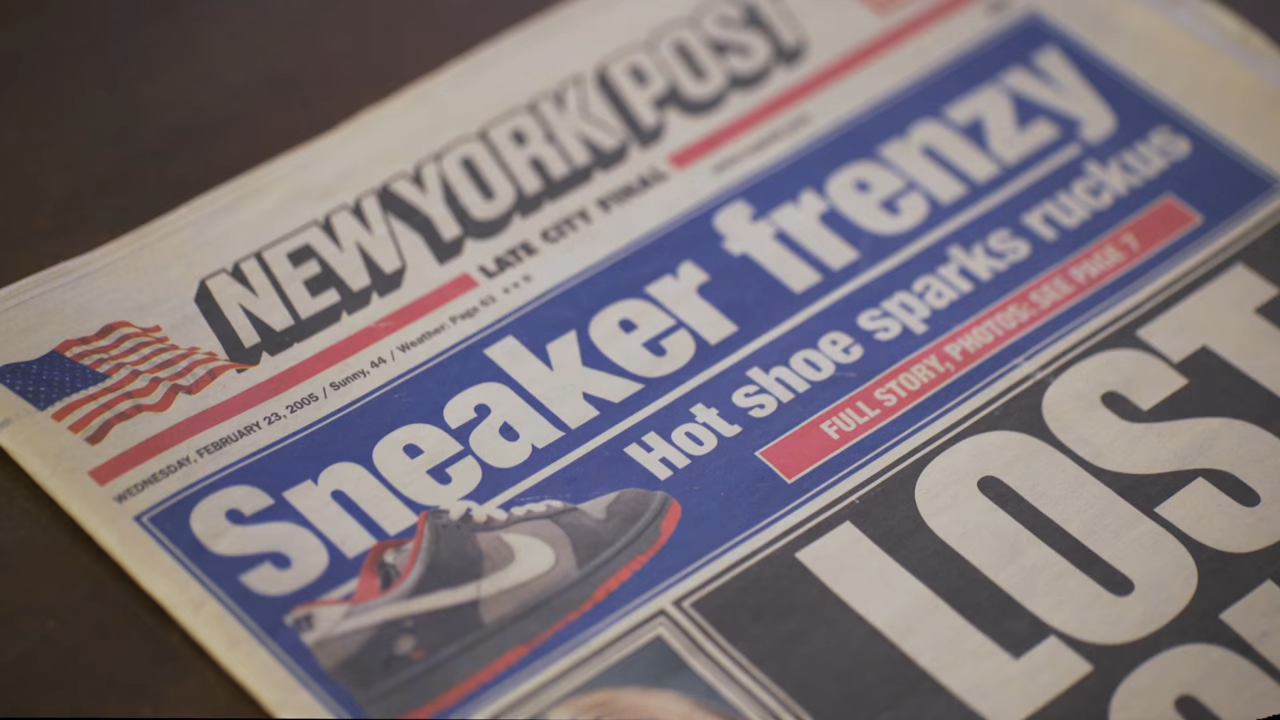 NEW YORK POST
LATE CITY FINAL
WEDNESDAY, FEBRUARY 23, 2005 / Sunny, 44 / Weather: Page 62 ***
Sneaker frenzy
Hot shoe sparks ruckus
FULL STORY, PHOTOS: SEE PAGE 7
LOST